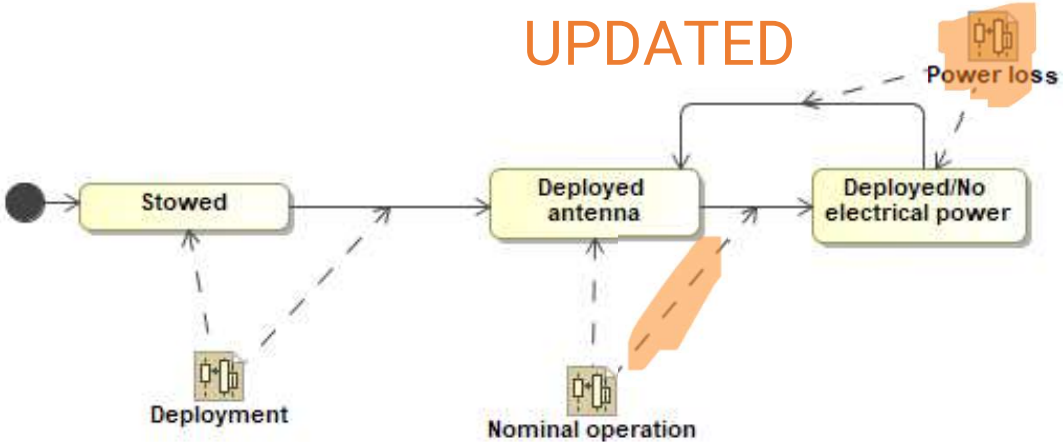 UPDATED
Power loss
Stowed
Deployed
antenna
Deployed/No
electrical power
Deployment
Nominal operation